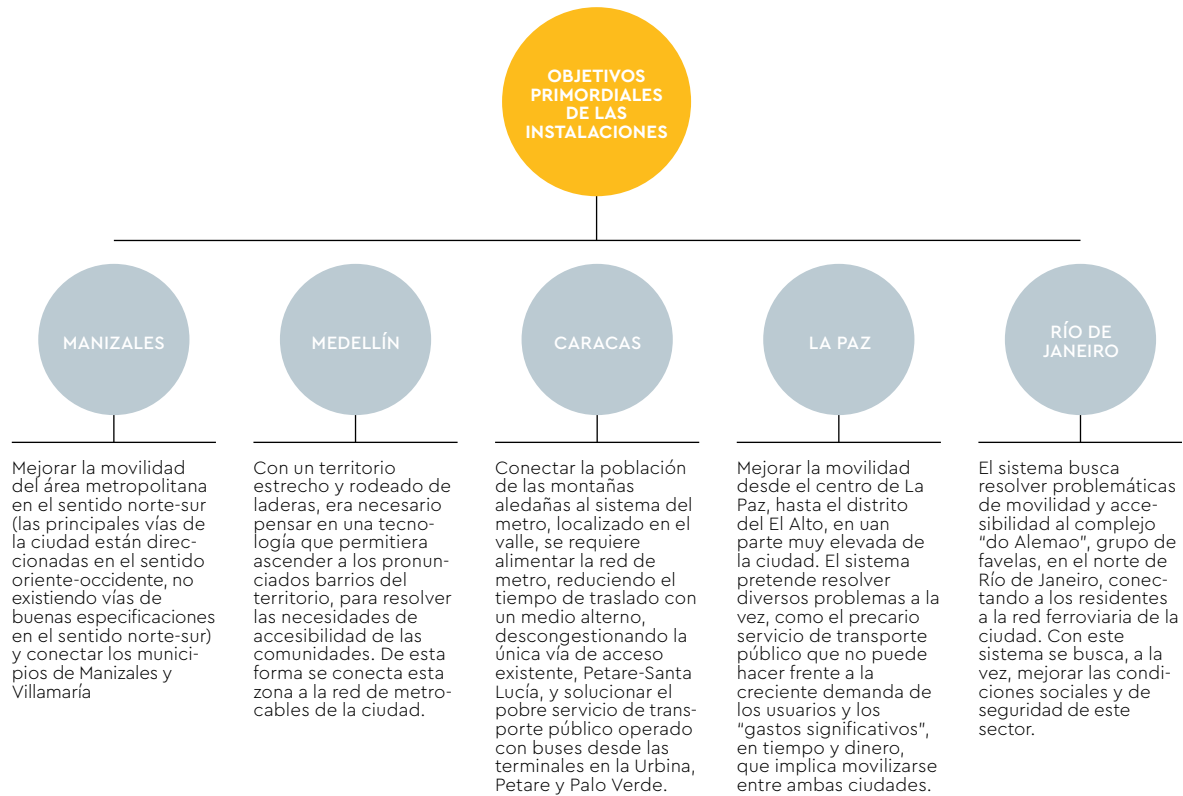 OBJETIVOS
PRIMORDIALES
DE LAS
INSTALACIONES
MANIZALES
Mejorar la movilidad
del área metropolitana
en el sentido norte-sur
(las principales vías de
la ciudad están direc-
cionadas en el sentido
oriente-occidente, no
existiendo vías de
buenas especificaciones
en el sentido norte-sur)
y conectar los munici-
pios de Manizales y
Villamaría
MEDELLÍN
Con un territorio
estrecho y rodeado de
laderas, era necesario
pensar en una tecno-
logía que permitiera
ascender a los pronun-
ciados barrios del
territorio, para resolver
las necesidades de
accesibilidad de las
comunidades. De esta
forma se conecta esta
zona a la red de metro-
cables de la ciudad.
CARACAS
Conectar la población
de las montañas
aledañas al sistema del
metro, localizado en el
valle, se requiere
alimentar la red de
metro, reduciendo el
tiempo de traslado con
un medio alterno,
descongestionando la
única vía de acceso
existente, Petare-Santa
Lucía, y solucionar el
pobre servicio de trans-
porte público operado
con buses desde las
terminales en la Urbina,
Petare y Palo Verde.
LA PAZ
Mejorar la movilidad
desde el centro de La
Paz, hasta el distrito
del El Alto, en uan
parte muy elevada de
la ciudad. El sistema
pretende resolver
diversos problemas a la
vez, como el precario
servicio de transporte
público que no puede
hacer frente a la
creciente demanda de
los usuarios y los
“gastos significativos”,
en tiempo y dinero,
que implica movilizarse
entre ambas ciudades.
RÍO DE
JANEIRO
El sistema busca
resolver problemáticas
de movilidad y acce-
sibilidad al complejo
“do Alemao”, grupo de
favelas, en el norte de
Río de Janeiro, conec-
tando a los residentes
a la red ferroviaria de la
ciudad. Con este
sistema se busca, a la
vez, mejorar las condi-
ciones sociales y de
seguridad de este
sector.